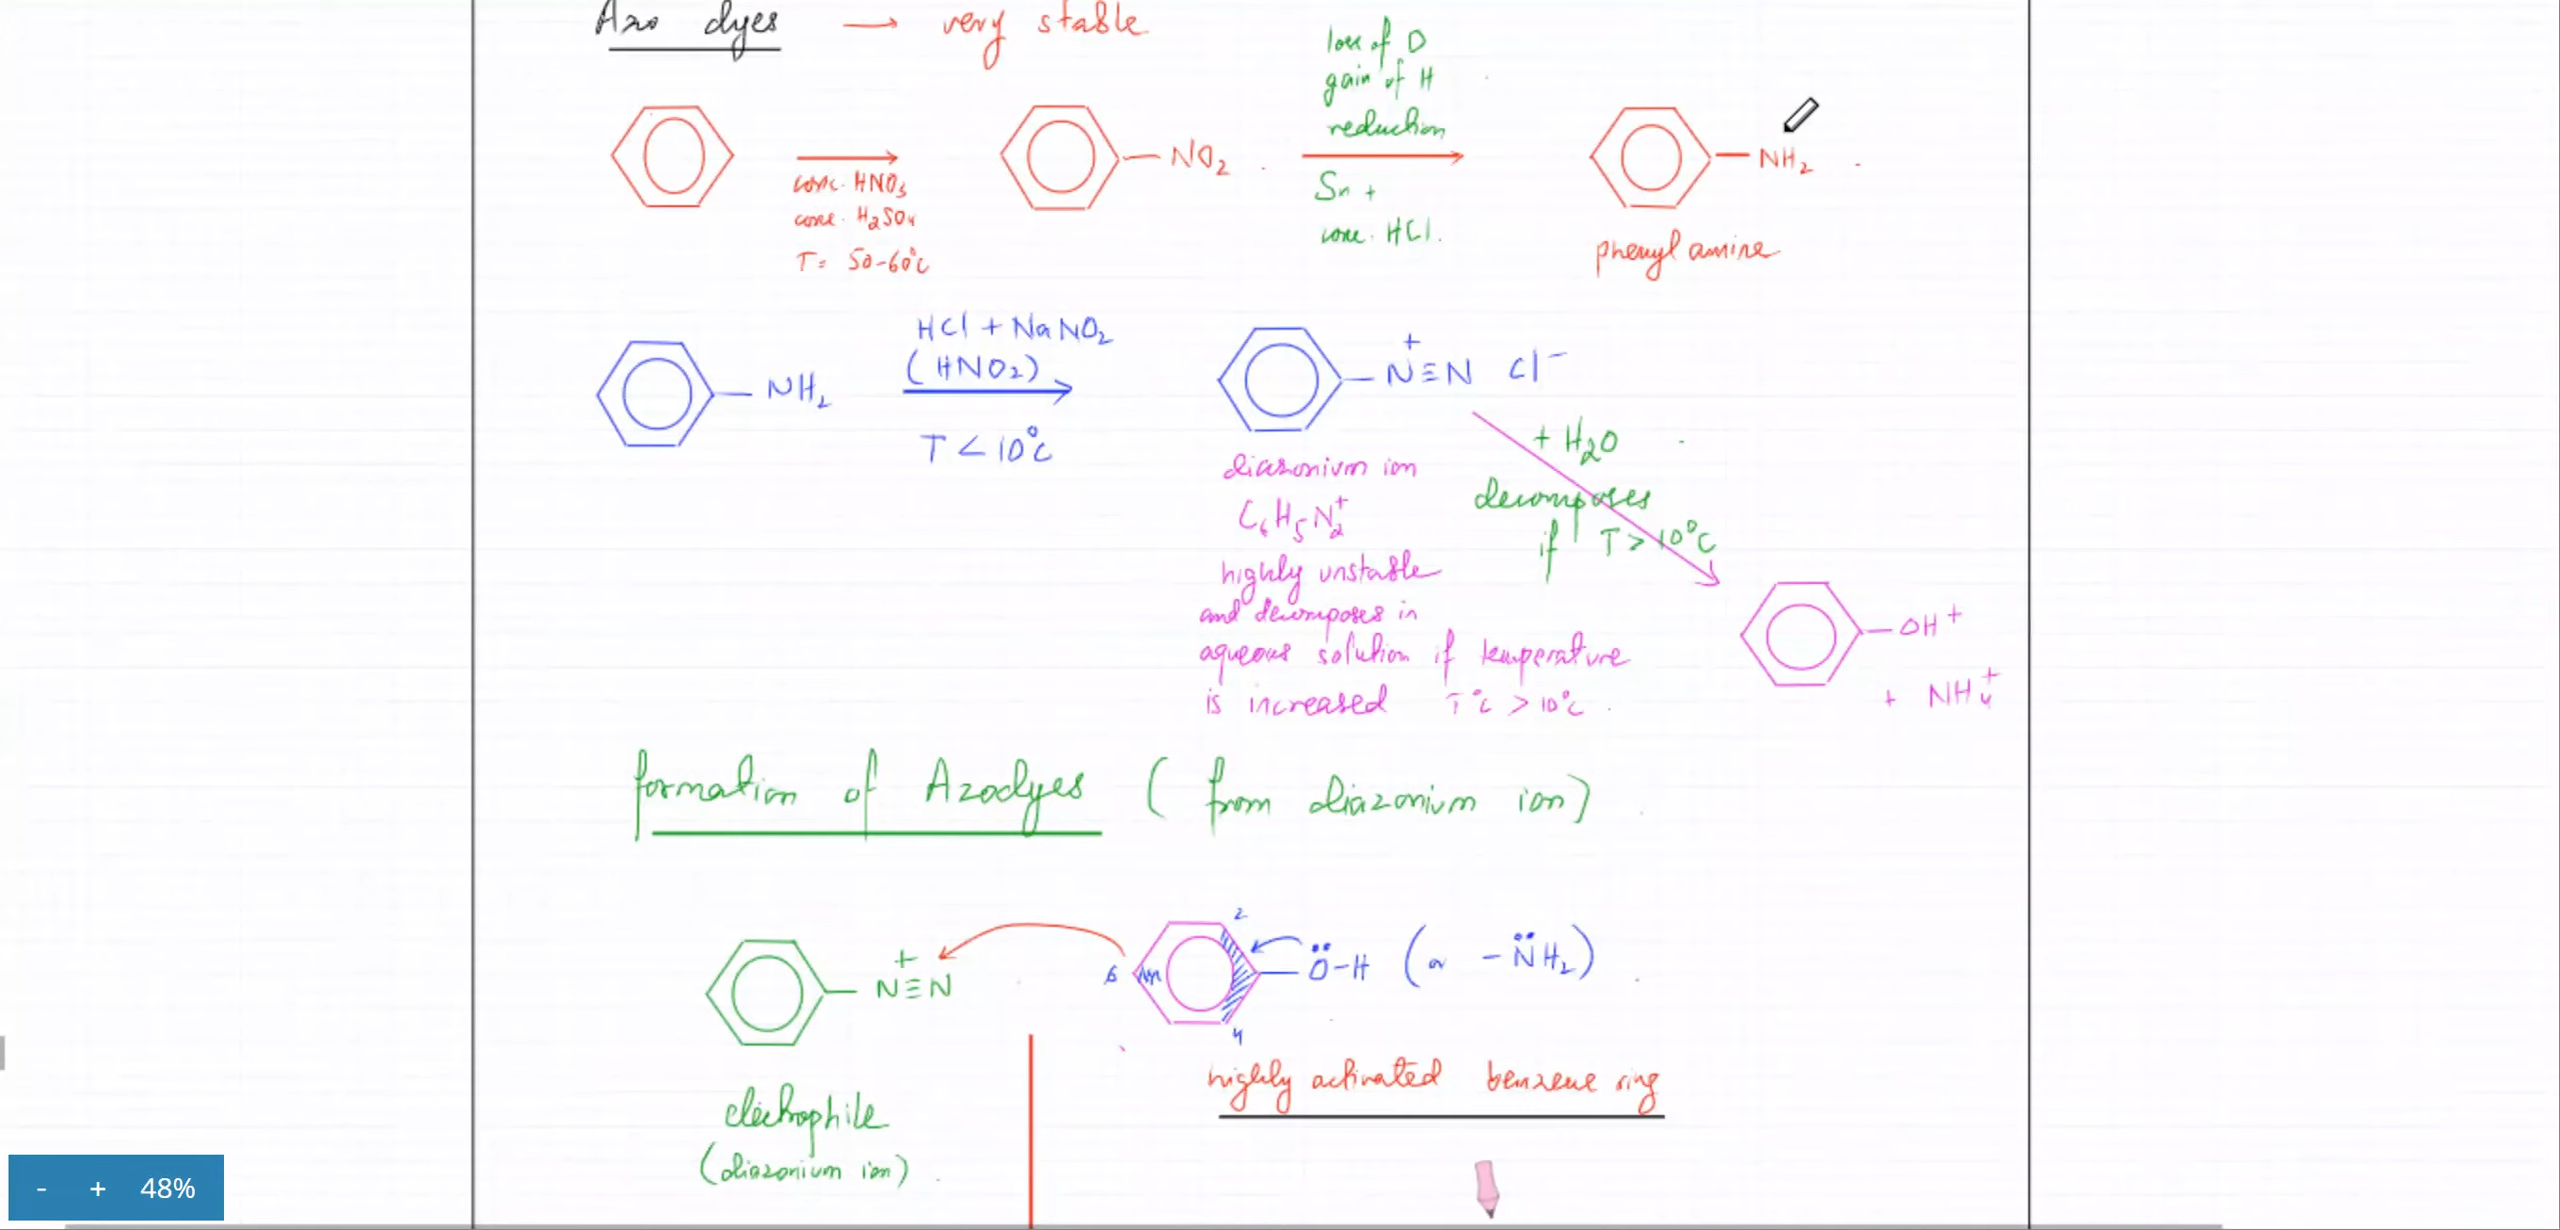 Azo dyes → very stable
loss of O
gain of H
reduction
conc. HNO3
conc. H2SO4
T= 50-60°C
NO2
Sn +
conc. HCl.
NH2
phenyl amine
NH2
HCl + NaNO2
(HNO2)
T < 10°C
N⁺≡N Cl⁻
+ H2O
decomposes
if T > 10°C
diazonium ion
C6H5N2⁺
highly unstable
and decomposes in
aqueous solution if temperature
is increased T°C > 10°C.
OH +
+ NH4⁺
formation of Azodyes (from diazonium ion)
N⁺≡N
2
6
4
Ö-H (or -N̈H2)
highly activated benzene ring
electrophile
(diazonium ion)
- + 48%